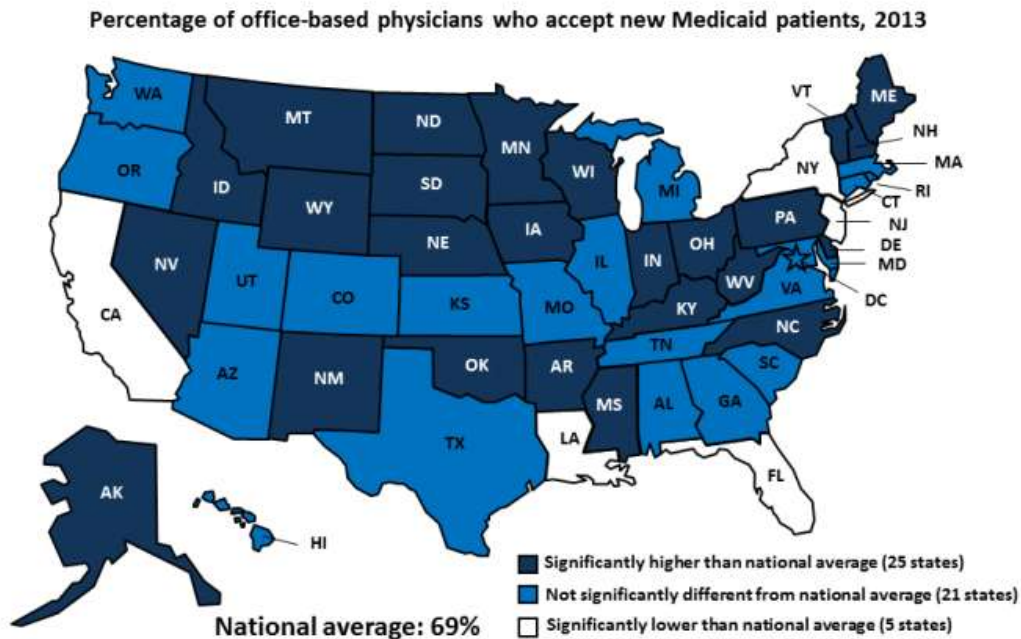 Percentage of office-based physicians who accept new Medicaid patients, 2013
WA
MT
ND
MN
VT
ME
NH
OR
ID
SD
WI
MI
NY
MA
WY
RI
CT
IA
PA
NJ
NE
NV
UT
IL
IN
OH
DE
MD
CO
WV
VA
DC
CA
KS
MO
KY
NC
TN
AZ
NM
OK
AR
SC
MS
AL
GA
TX
LA
FL
AK
HI
Significantly higher than national average (25 states)
Not significantly different from national average (21 states)
National average: 69%
Significantly lower than national average (5 states)